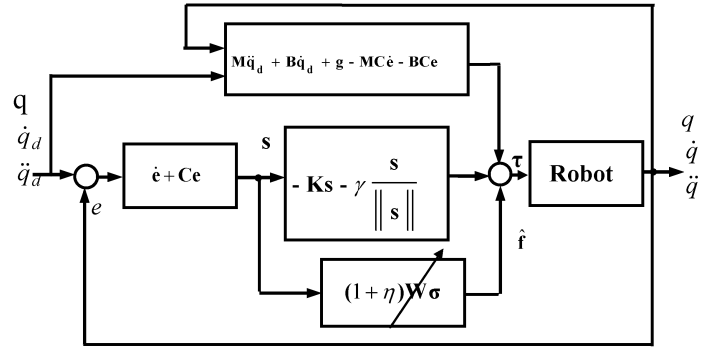 Mq̈d + Bq̇d + g - MCė - BCe
q
q̇d
q̈d
e
ė + Ce
s
- Ks - γ s / ‖ s ‖
(1 + η)Wσ
τ
f̂
Robot
q
q̇
q̈